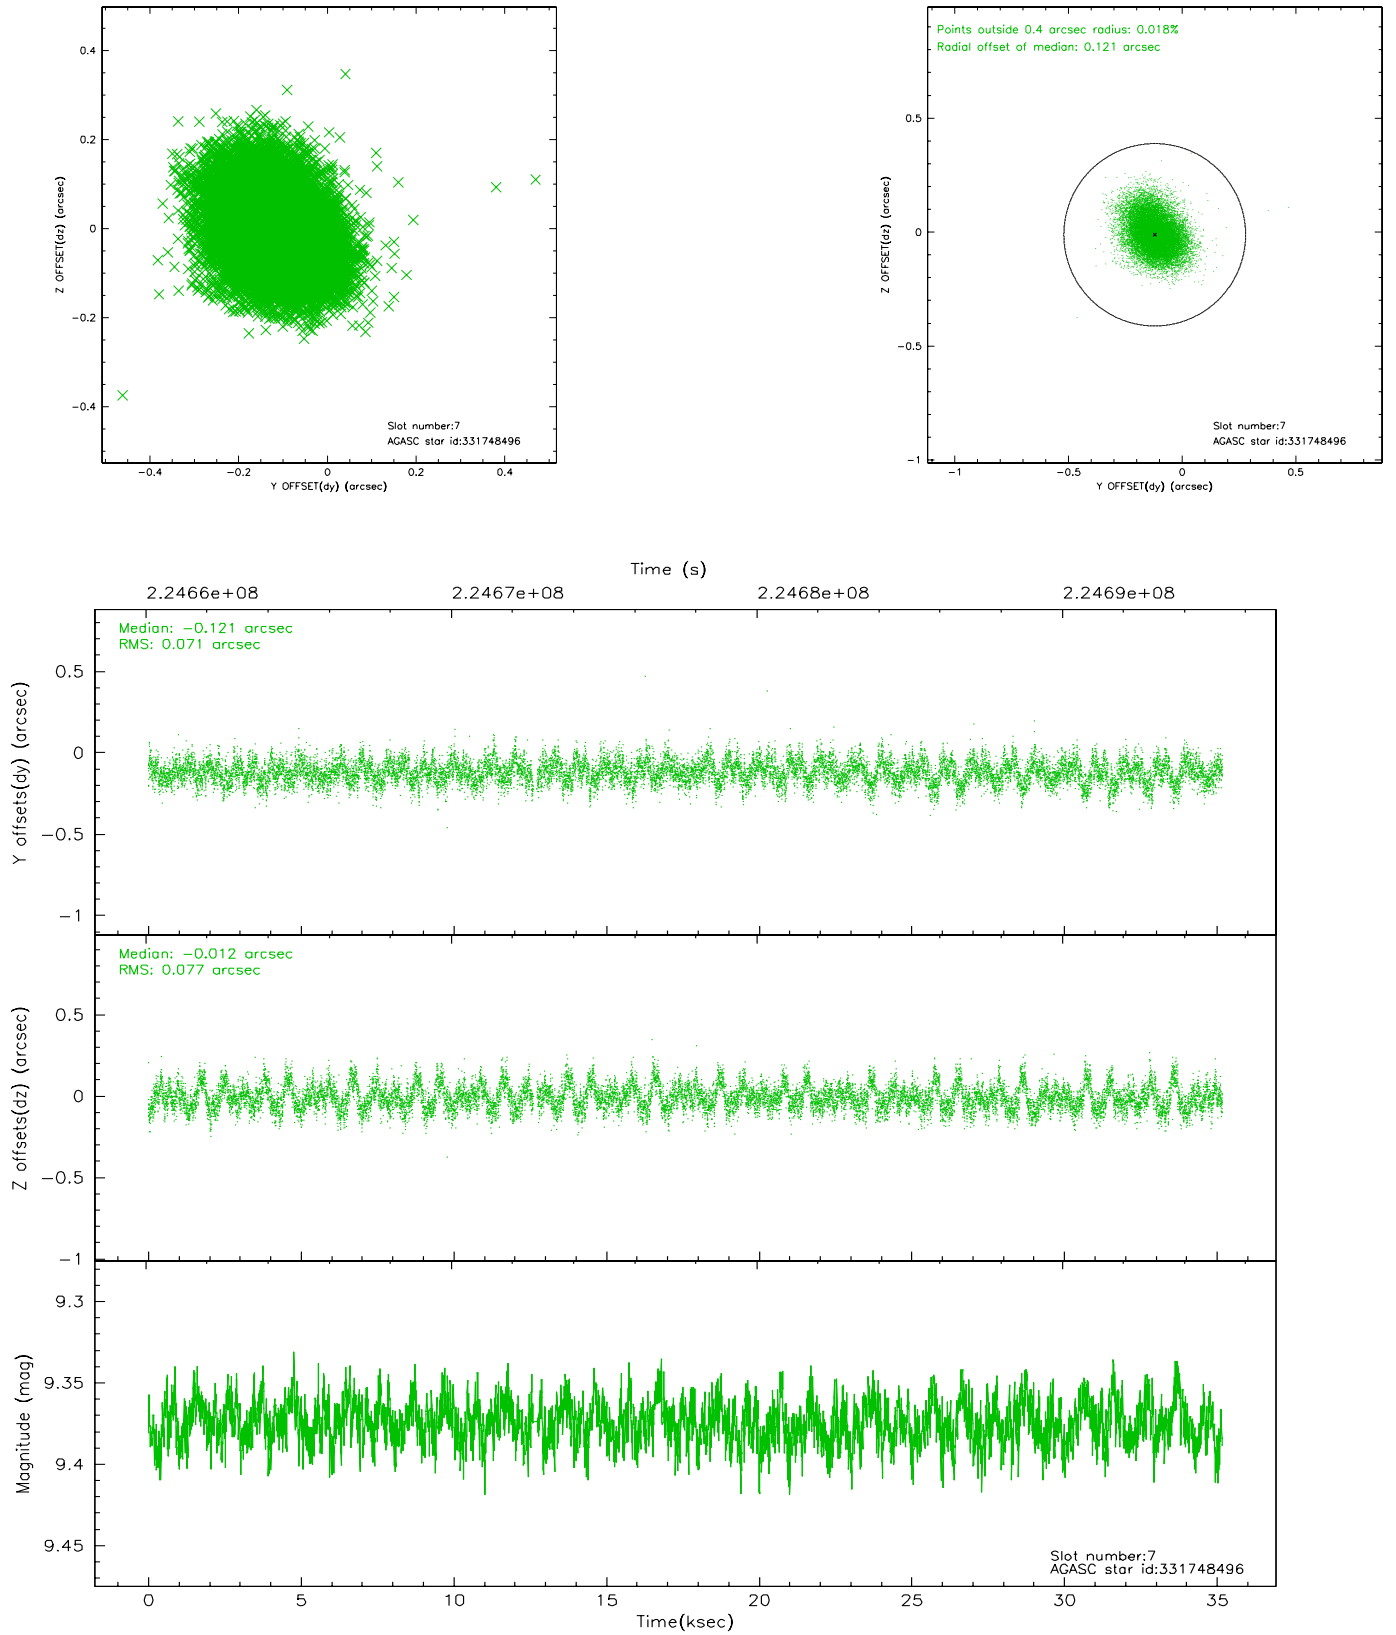 0.4
0.2
0
−0.2
−0.4
Z OFFSET(dz) (arcsec)
Slot number:7
AGASC star id:331748496
−0.4
−0.2
0
0.2
0.4
Y OFFSET(dy) (arcsec)
Points outside 0.4 arcsec radius: 0.018%
Radial offset of median: 0.121 arcsec
0.5
0
−0.5
−1
Z OFFSET(dz) (arcsec)
Slot number:7
AGASC star id:331748496
−1
−0.5
0
0.5
Y OFFSET(dy) (arcsec)
Time (s)
2.2466e+08
2.2467e+08
2.2468e+08
2.2469e+08
Median: −0.121 arcsec
RMS: 0.071 arcsec
0.5
0
−0.5
−1
Y offsets(dy) (arcsec)
Median: −0.012 arcsec
RMS: 0.077 arcsec
0.5
0
−0.5
−1
Z offsets(dz) (arcsec)
9.3
9.35
9.4
9.45
Magnitude (mag)
Slot number:7
AGASC star id:331748496
0
5
10
15
20
25
30
35
Time(ksec)